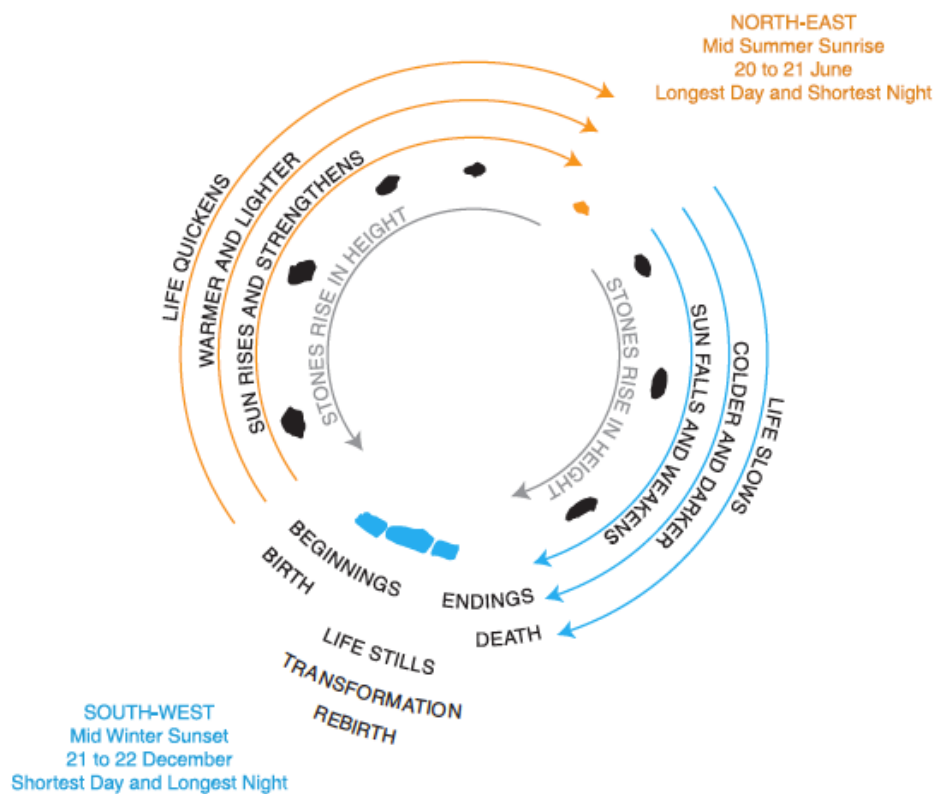 NORTH-EAST
Mid Summer Sunrise
20 to 21 June
Longest Day and Shortest Night
LIFE QUICKENS
WARMER AND LIGHTER
SUN RISES AND STRENGTHENS
STONES RISE IN HEIGHT
STONES RISE IN HEIGHT
SUN FALLS AND WEAKENS
COLDER AND DARKER
LIFE SLOWS
BEGINNINGS
BIRTH
ENDINGS
DEATH
LIFE STILLS
TRANSFORMATION
REBIRTH
SOUTH-WEST
Mid Winter Sunset
21 to 22 December
Shortest Day and Longest Night